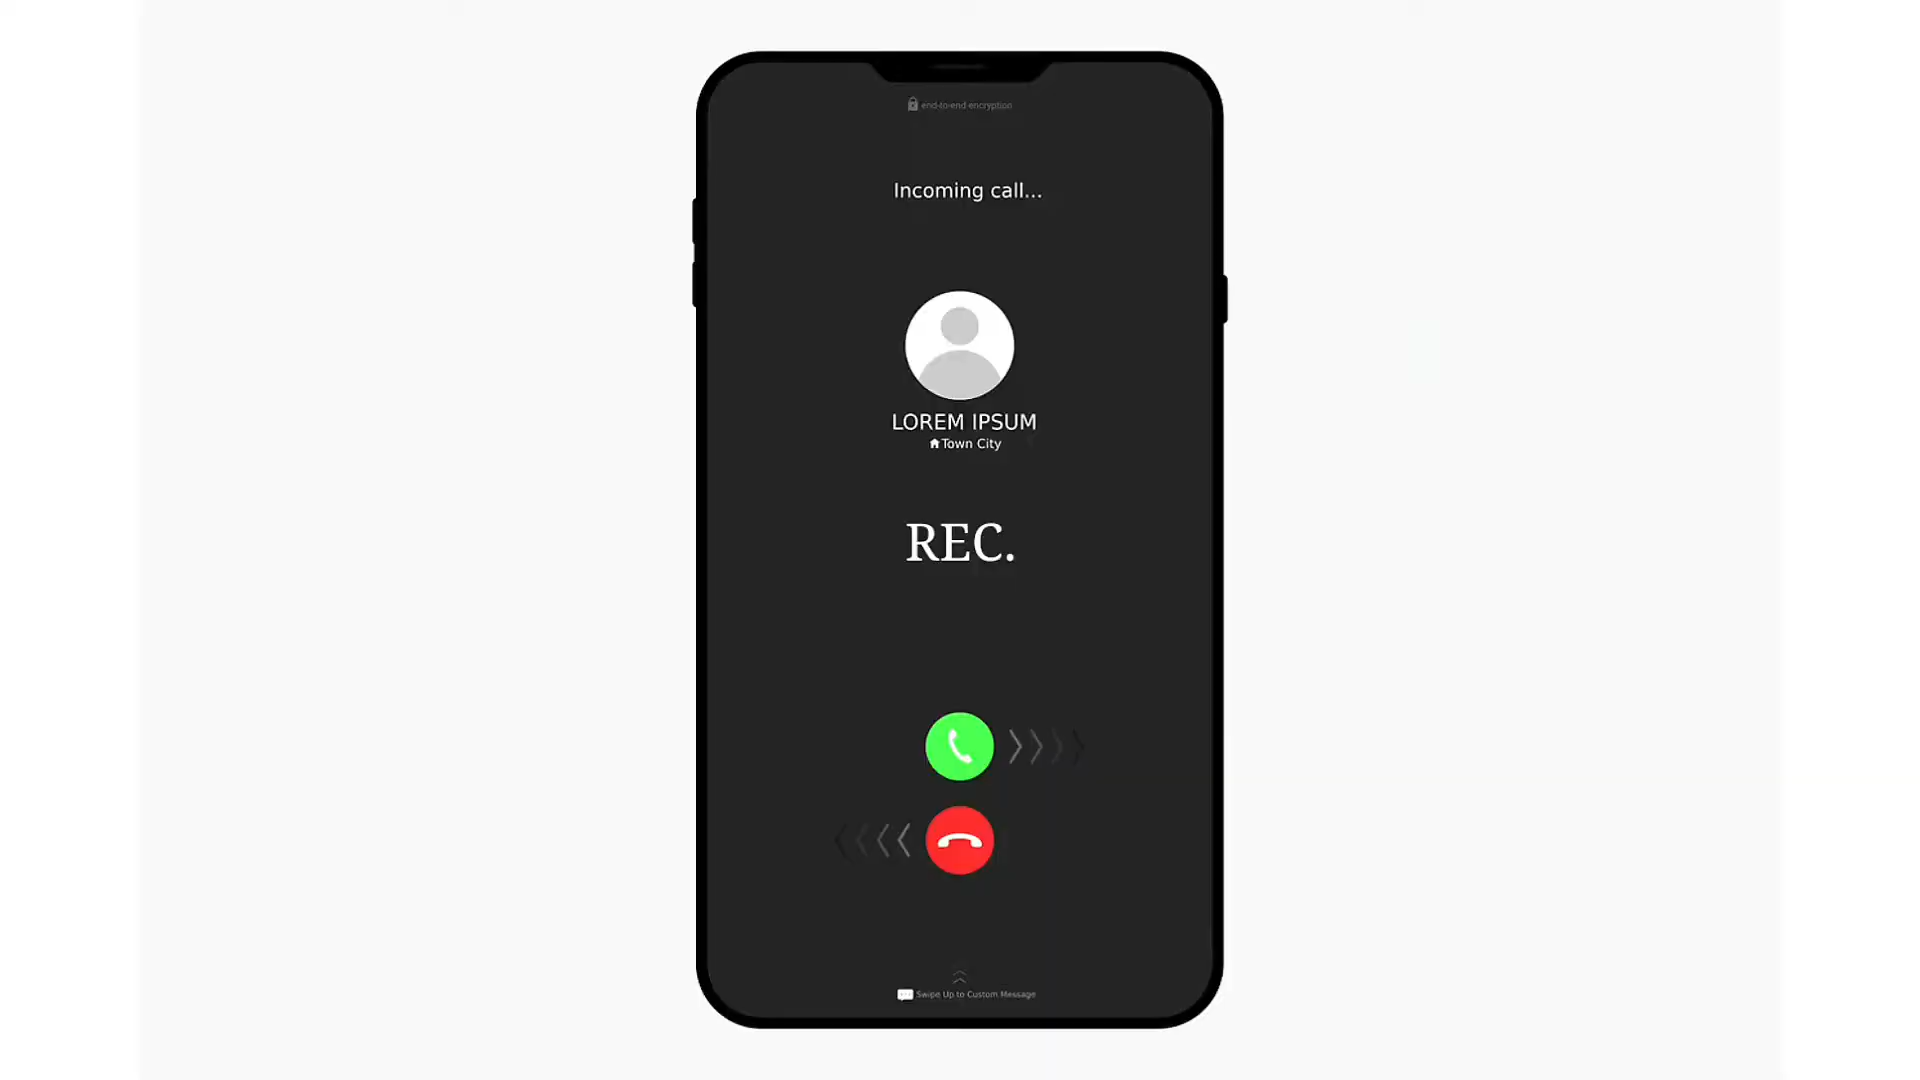 end-to-end encryption
Incoming call...
LOREM IPSUM
Town City
REC.
Swipe Up to Custom Message